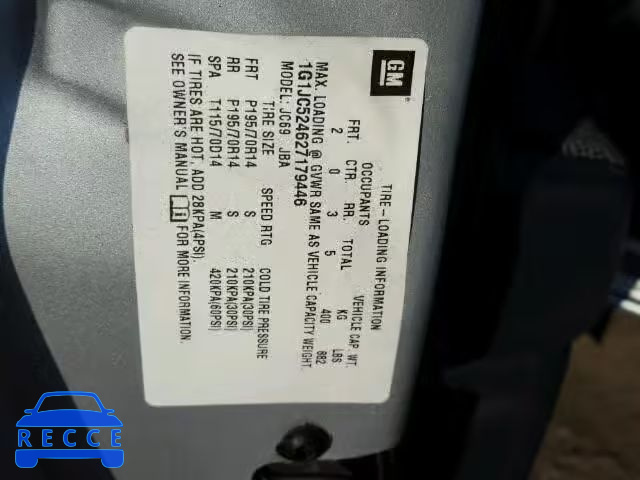 GM
TIRE-LOADING INFORMATION
OCCUPANTS VEHICLE CAP. WT.
FRT. CTR. RR. TOTAL KG LBS
2 0 3 5 400 882
MAX. LOADING @ GVWR SAME AS VEHICLE CAPACITY WEIGHT.
1G1JC524627179446
MODEL: JC69 JBA
TIRE SIZE SPEED RTG COLD TIRE PRESSURE
FRT P195/70R14 S 210KPA(30PSI)
RR P195/70R14 S 210KPA(30PSI)
SPA T115/70D14 M 420KPA(60PSI)
IF TIRES ARE HOT, ADD 28KPA(4PSI).
SEE OWNER'S MANUAL FOR MORE INFORMATION.
RECCE